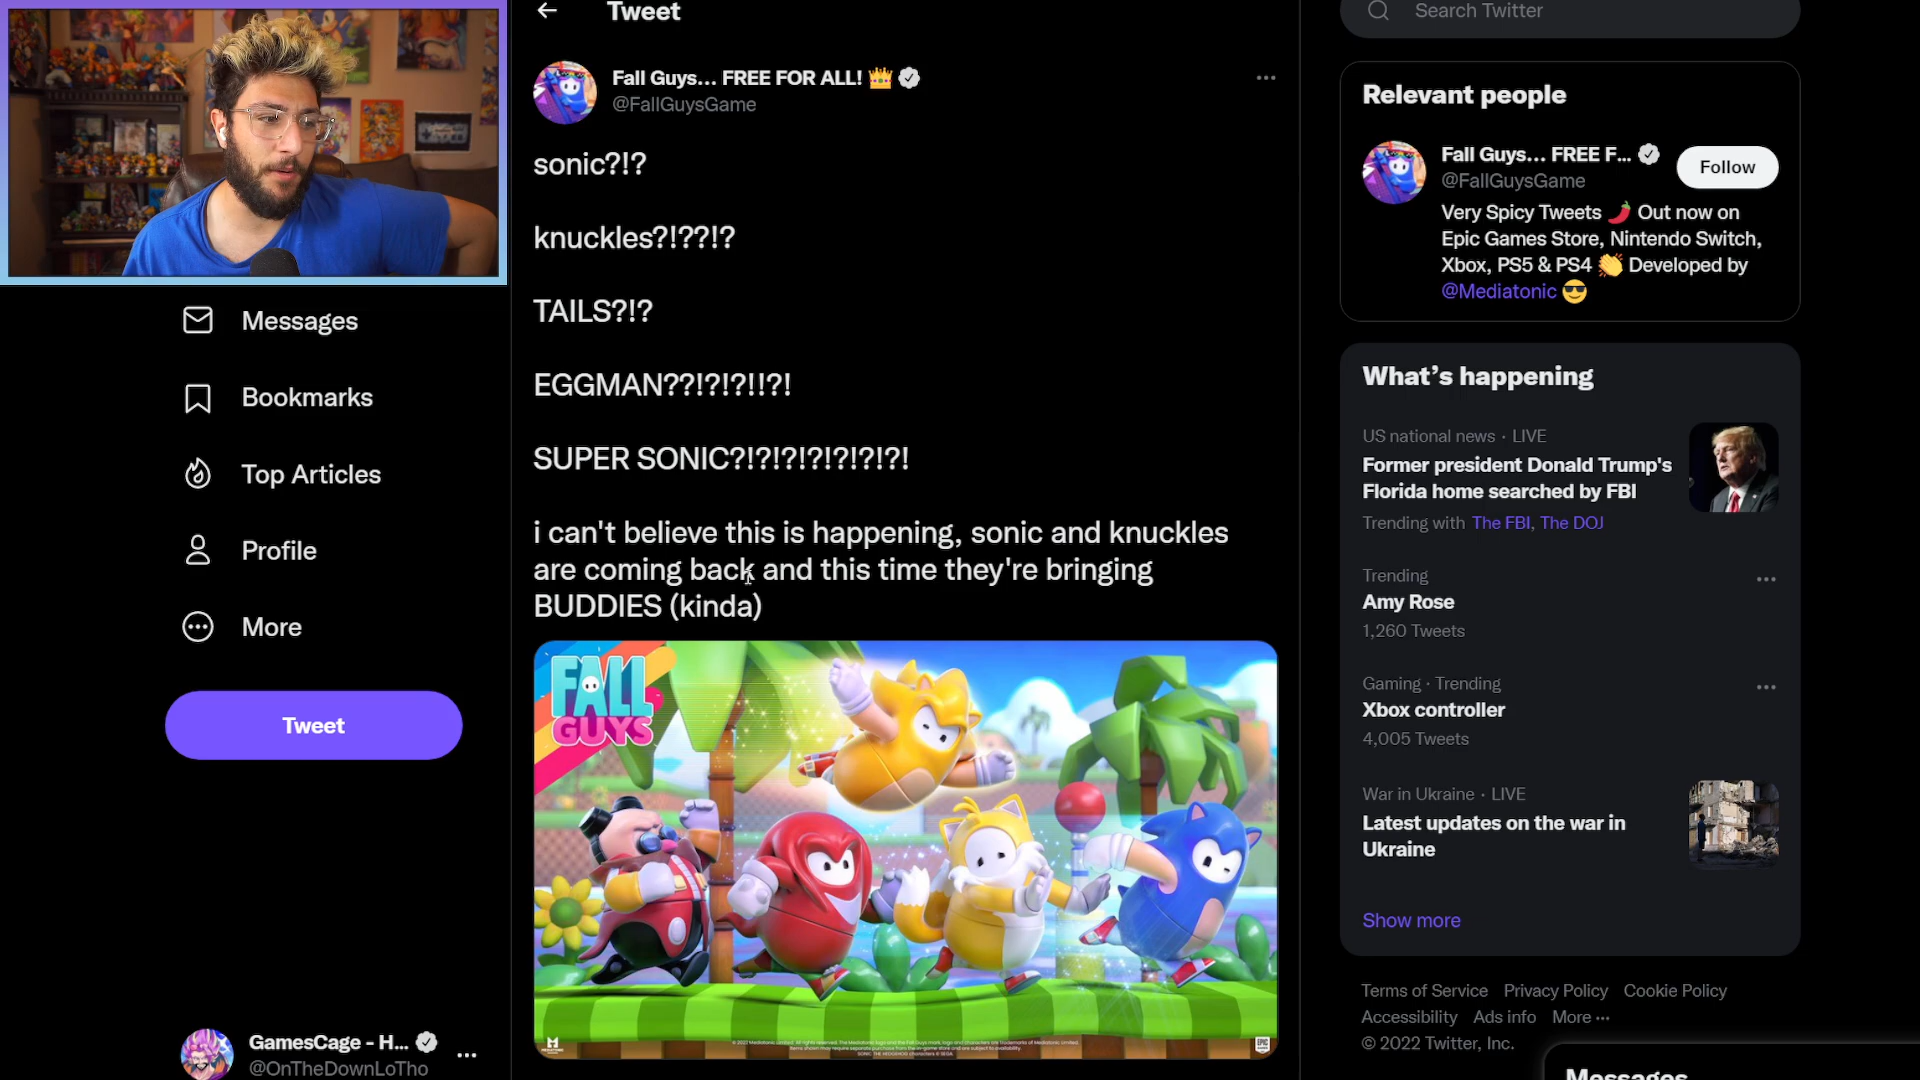 Tweet
Search Twitter
Fall Guys... FREE FOR ALL! 👑
@FallGuysGame
sonic?!?
knuckles?!??!?
TAILS?!?
EGGMAN??!?!?!!?!
SUPER SONIC?!?!?!?!?!?!?!
i can't believe this is happening, sonic and knuckles
are coming back and this time they're bringing
BUDDIES (kinda)
FALL
GUYS
Messages
Bookmarks
Top Articles
Profile
More
Tweet
GamesCage - H...
@OnTheDownLoTho
Relevant people
Fall Guys... FREE F...
@FallGuysGame
Follow
Very Spicy Tweets 🌶️ Out now on
Epic Games Store, Nintendo Switch,
Xbox, PS5 & PS4 👏 Developed by
@Mediatonic 😎
What's happening
US national news · LIVE
Former president Donald Trump's
Florida home searched by FBI
Trending with The FBI, The DOJ
Trending
Amy Rose
1,260 Tweets
Gaming · Trending
Xbox controller
4,005 Tweets
War in Ukraine · LIVE
Latest updates on the war in
Ukraine
Show more
Terms of Service Privacy Policy Cookie Policy
Accessibility Ads info More ···
© 2022 Twitter, Inc.
Messages
EPIC
GAMES